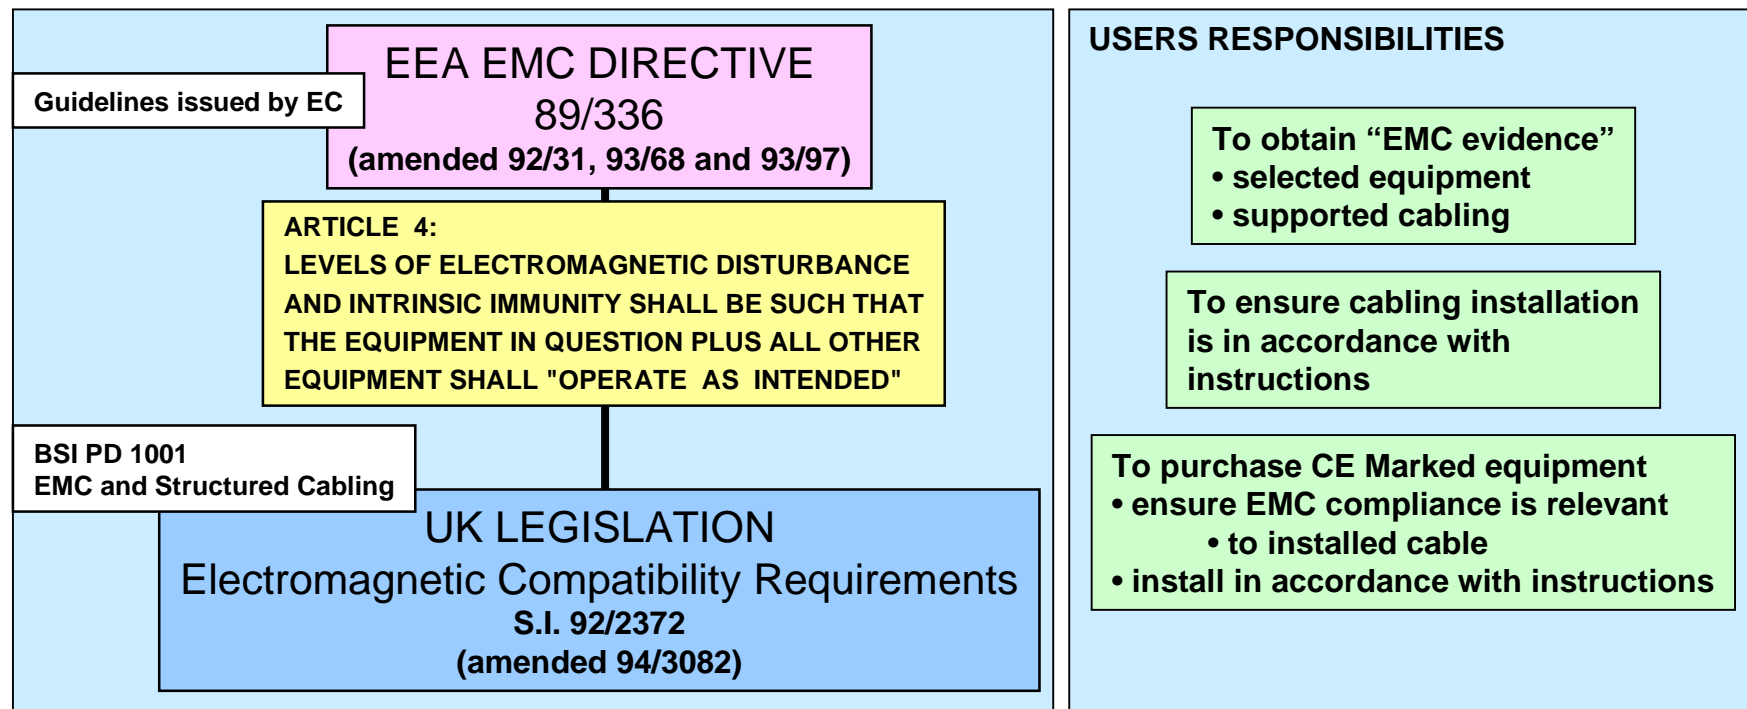 EEA EMC DIRECTIVE
89/336
(amended 92/31, 93/68 and 93/97)
Guidelines issued by EC
ARTICLE 4:
LEVELS OF ELECTROMAGNETIC DISTURBANCE
AND INTRINSIC IMMUNITY SHALL BE SUCH THAT
THE EQUIPMENT IN QUESTION PLUS ALL OTHER
EQUIPMENT SHALL "OPERATE AS INTENDED"
BSI PD 1001
EMC and Structured Cabling
UK LEGISLATION
Electromagnetic Compatibility Requirements
S.I. 92/2372
(amended 94/3082)
USERS RESPONSIBILITIES
To obtain “EMC evidence”
• selected equipment
• supported cabling
To ensure cabling installation
is in accordance with
instructions
To purchase CE Marked equipment
• ensure EMC compliance is relevant
• to installed cable
• install in accordance with instructions